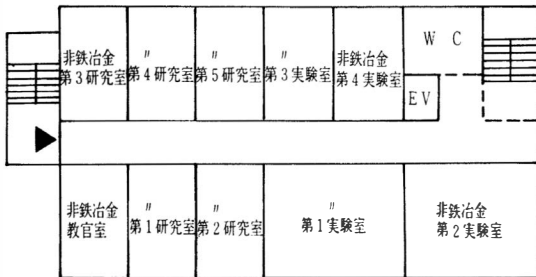 非鉄冶金
第3研究室
〃
第4研究室
〃
第5研究室
〃
第3実験室
非鉄冶金
第4実験室
WC
EV
非鉄冶金
教官室
〃
第1研究室
〃
第2研究室
〃
第1実験室
非鉄冶金
第2実験室